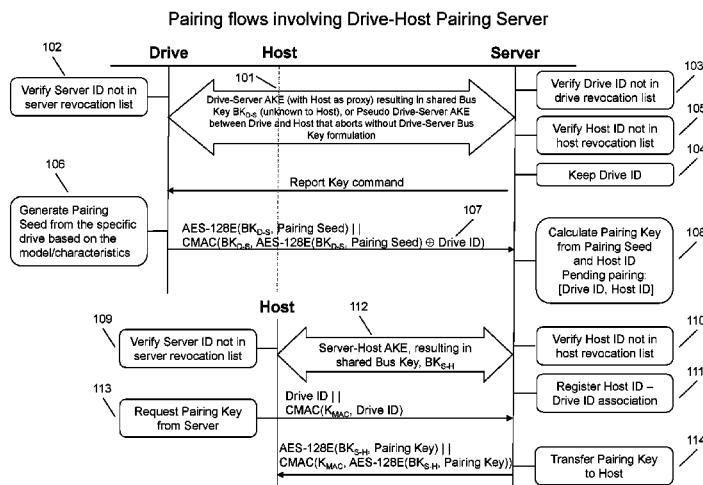 Pairing flows involving Drive-Host Pairing Server
Drive
Host
Server
102
Verify Server ID not in
server revocation list
101
Drive-Server AKE (with Host as proxy) resulting in shared Bus
Key BK_D-S (unknown to Host), or Pseudo Drive-Server AKE
between Drive and Host that aborts without Drive-Server Bus
Key formulation
103
Verify Drive ID not in
drive revocation list
105
Verify Host ID not in
host revocation list
104
Keep Drive ID
Report Key command
106
Generate Pairing
Seed from the specific
drive based on the
model/characteristics
107
AES-128E(BK_D-S, Pairing Seed) ||
CMAC(BK_D-S, AES-128E(BK_D-S, Pairing Seed) ⊕ Drive ID)
108
Calculate Pairing Key
from Pairing Seed
and Host ID
Pending pairing:
[Drive ID, Host ID]
Host
109
Verify Server ID not in
server revocation list
112
Server-Host AKE, resulting in
shared Bus Key, BK_S-H
110
Verify Host ID not in
host revocation list
111
Register Host ID –
Drive ID association
113
Request Pairing Key
from Server
Drive ID ||
CMAC(K_MAC, Drive ID)
AES-128E(BK_S-H, Pairing Key) ||
CMAC(K_MAC, AES-128E(BK_S-H, Pairing Key))
114
Transfer Pairing Key
to Host